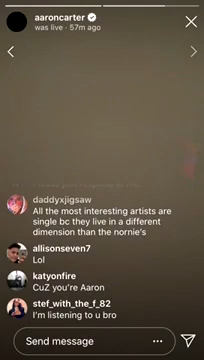 aaroncarter
was live · 57m ago
daddyxjigsaw
All the most interesting artists are
single bc they live in a different
dimension than the nornie's
allisonseven7
Lol
katyonfire
CuZ you're Aaron
stef_with_the_f_82
I'm listening to u bro
Send message